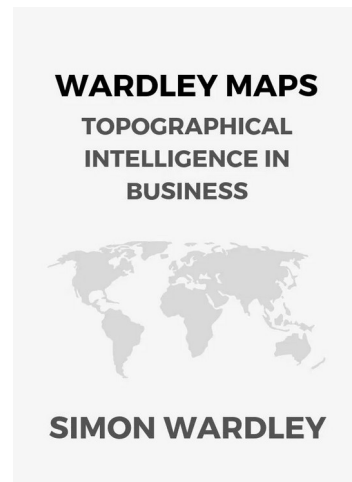 WARDLEY MAPS
TOPOGRAPHICAL
INTELLIGENCE IN
BUSINESS
SIMON WARDLEY